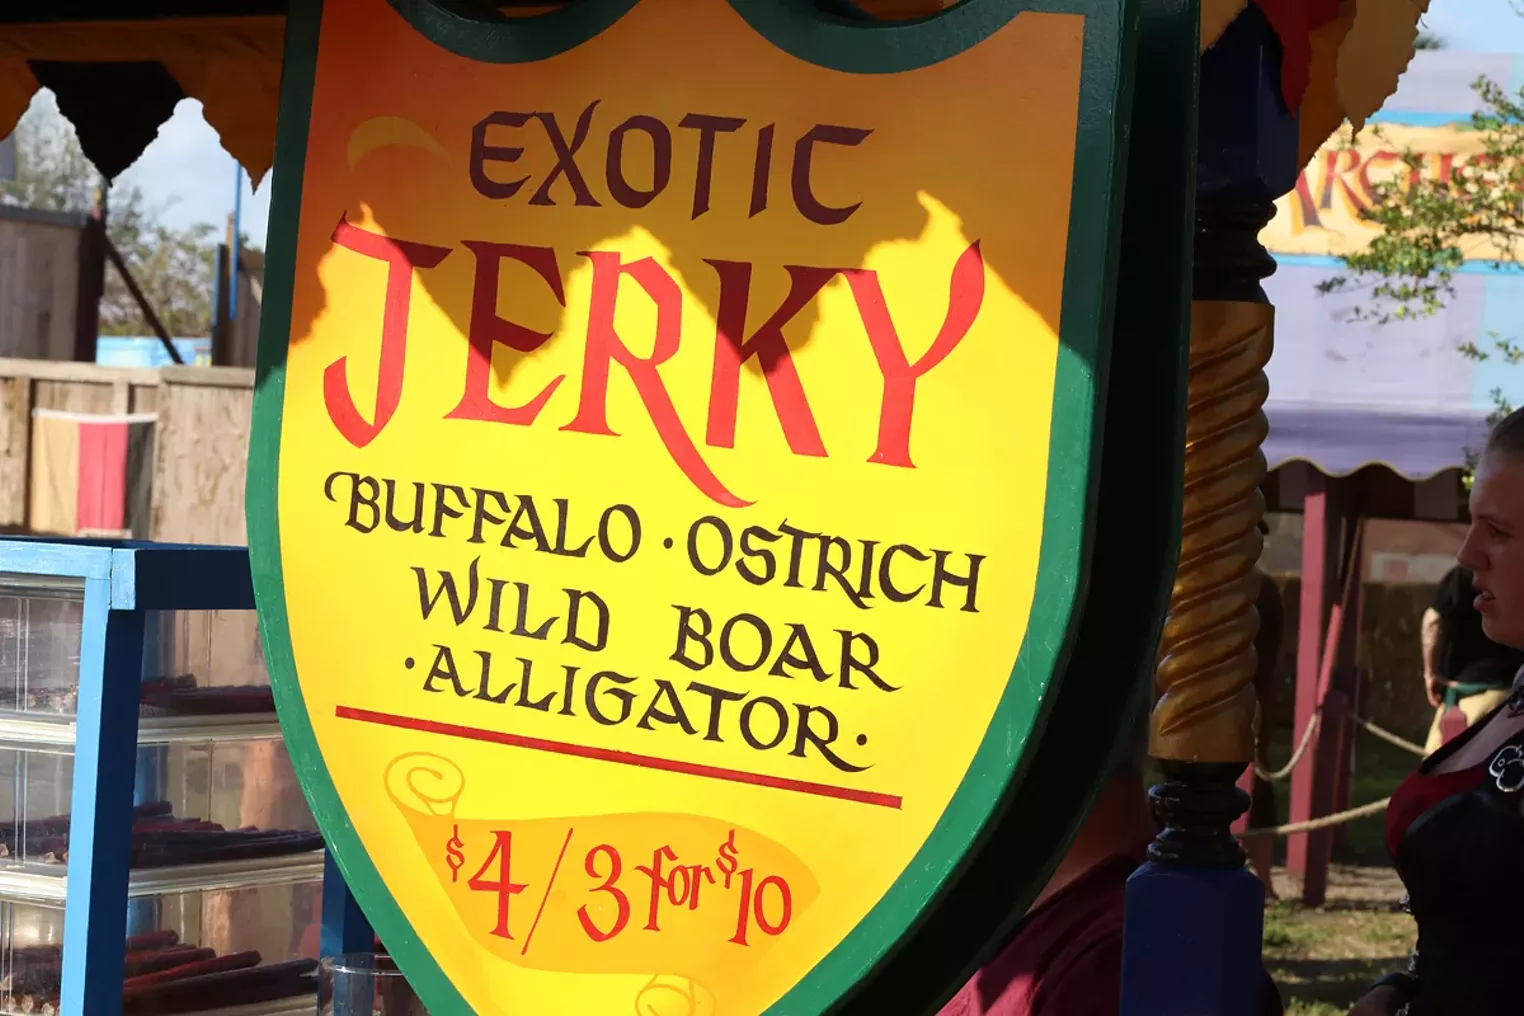 EXOTIC
JERKY
BUFFALO · OSTRICH
WILD BOAR
· ALLIGATOR ·
$4 / 3 for $10